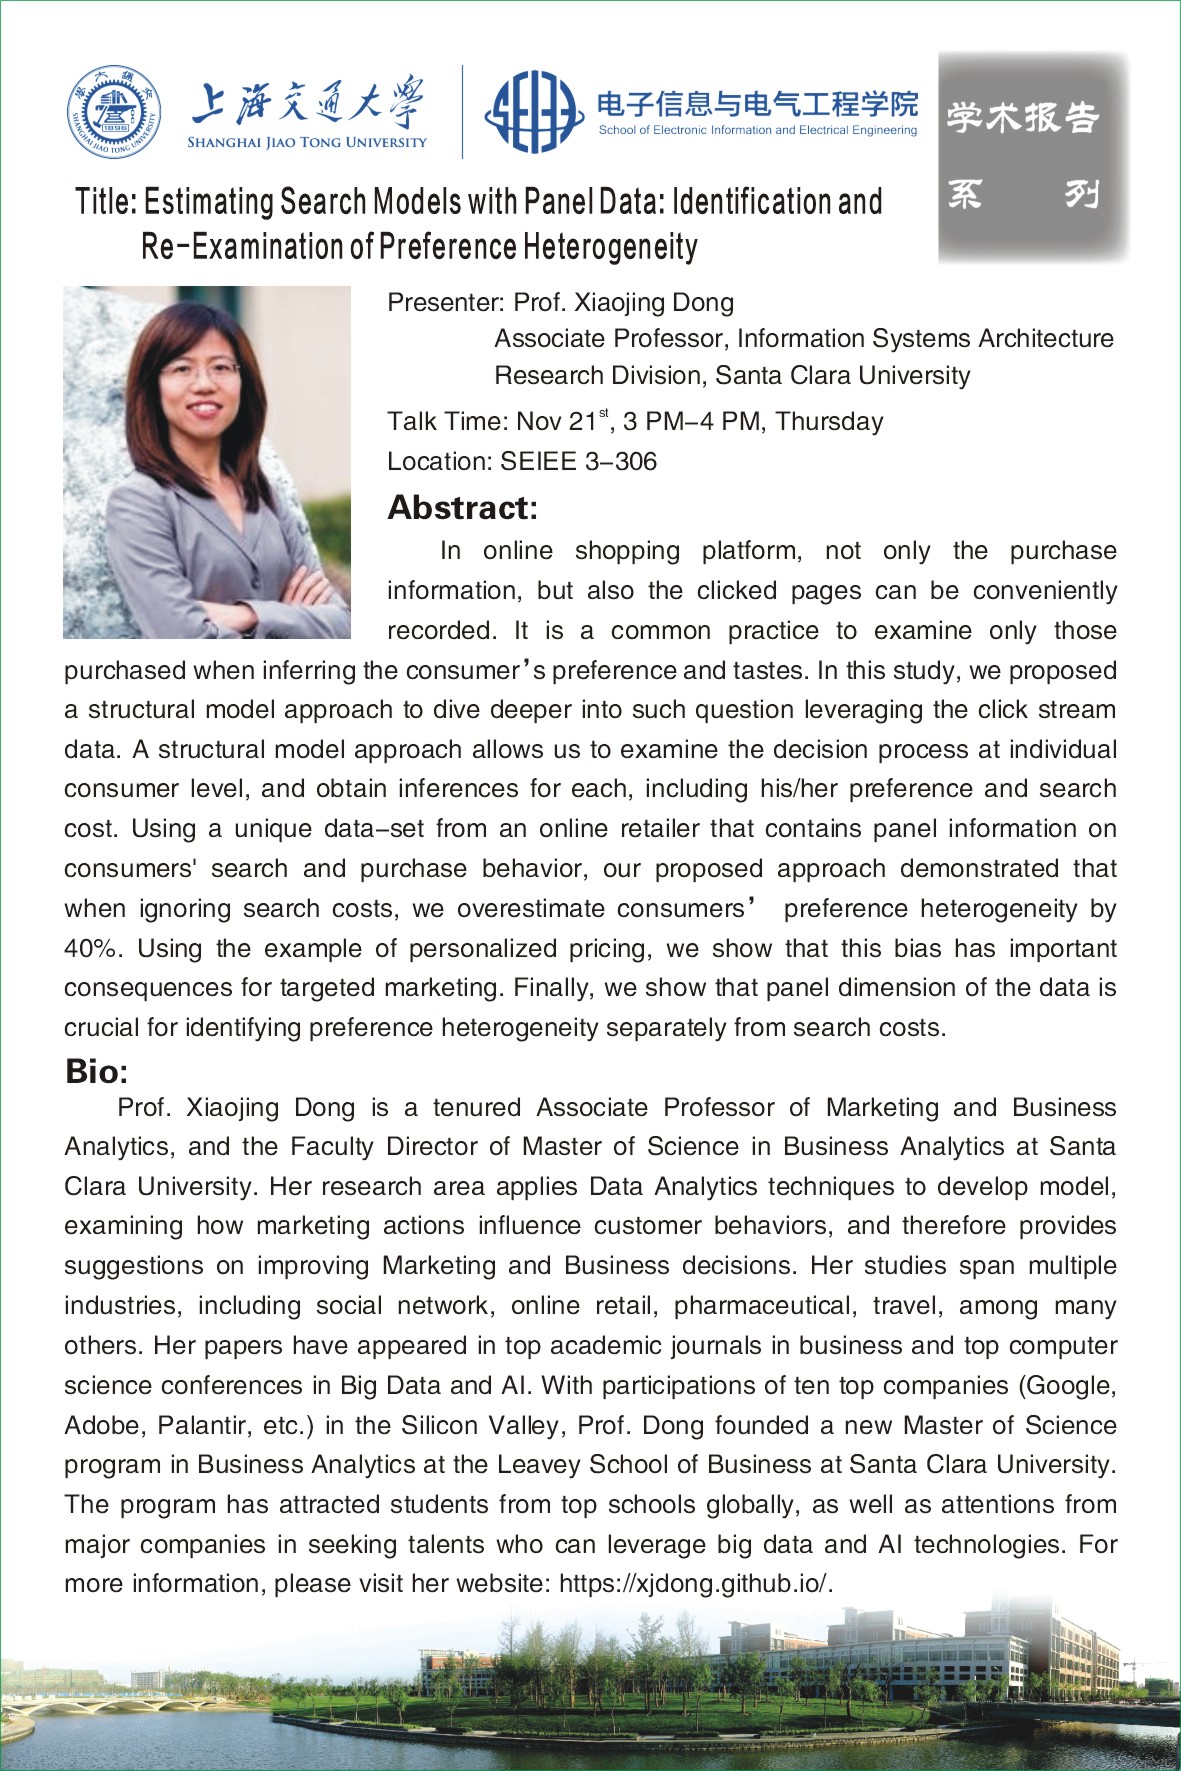 上海交通大学
SHANGHAI JIAO TONG UNIVERSITY
1896
SHANGHAI JIAO TONG UNIVERSITY
SEIEE
电子信息与电气工程学院
School of Electronic Information and Electrical Engineering
学术报告
系 列
Title: Estimating Search Models with Panel Data: Identification and
Re-Examination of Preference Heterogeneity
Presenter: Prof. Xiaojing Dong
Associate Professor, Information Systems Architecture
Research Division, Santa Clara University
Talk Time: Nov 21st, 3 PM-4 PM, Thursday
Location: SEIEE 3-306
Abstract:
In online shopping platform, not only the purchase
information, but also the clicked pages can be conveniently
recorded. It is a common practice to examine only those
purchased when inferring the consumer’s preference and tastes. In this study, we proposed
a structural model approach to dive deeper into such question leveraging the click stream
data. A structural model approach allows us to examine the decision process at individual
consumer level, and obtain inferences for each, including his/her preference and search
cost. Using a unique data-set from an online retailer that contains panel information on
consumers' search and purchase behavior, our proposed approach demonstrated that
when ignoring search costs, we overestimate consumers’ preference heterogeneity by
40%. Using the example of personalized pricing, we show that this bias has important
consequences for targeted marketing. Finally, we show that panel dimension of the data is
crucial for identifying preference heterogeneity separately from search costs.
Bio:
Prof. Xiaojing Dong is a tenured Associate Professor of Marketing and Business
Analytics, and the Faculty Director of Master of Science in Business Analytics at Santa
Clara University. Her research area applies Data Analytics techniques to develop model,
examining how marketing actions influence customer behaviors, and therefore provides
suggestions on improving Marketing and Business decisions. Her studies span multiple
industries, including social network, online retail, pharmaceutical, travel, among many
others. Her papers have appeared in top academic journals in business and top computer
science conferences in Big Data and AI. With participations of ten top companies (Google,
Adobe, Palantir, etc.) in the Silicon Valley, Prof. Dong founded a new Master of Science
program in Business Analytics at the Leavey School of Business at Santa Clara University.
The program has attracted students from top schools globally, as well as attentions from
major companies in seeking talents who can leverage big data and AI technologies. For
more information, please visit her website: https://xjdong.github.io/.